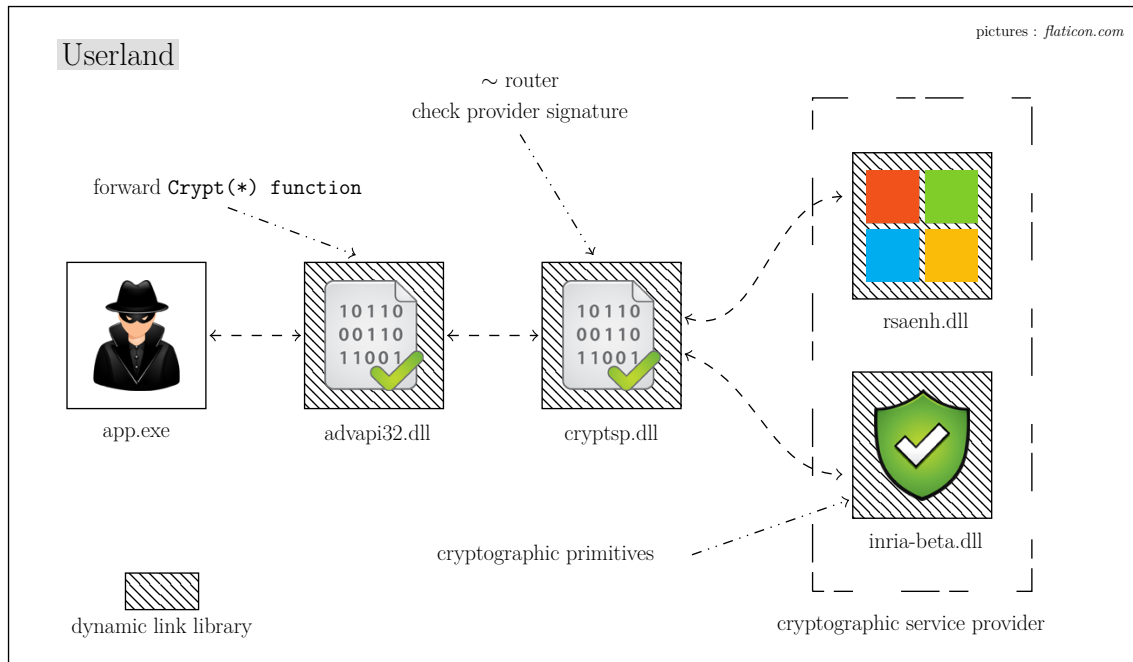 pictures : flaticon.com
Userland
∼ router
check provider signature
forward Crypt(*) function
10110
00110
11001
10110
00110
11001
rsaenh.dll
app.exe
advapi32.dll
cryptsp.dll
inria-beta.dll
cryptographic primitives
dynamic link library
cryptographic service provider